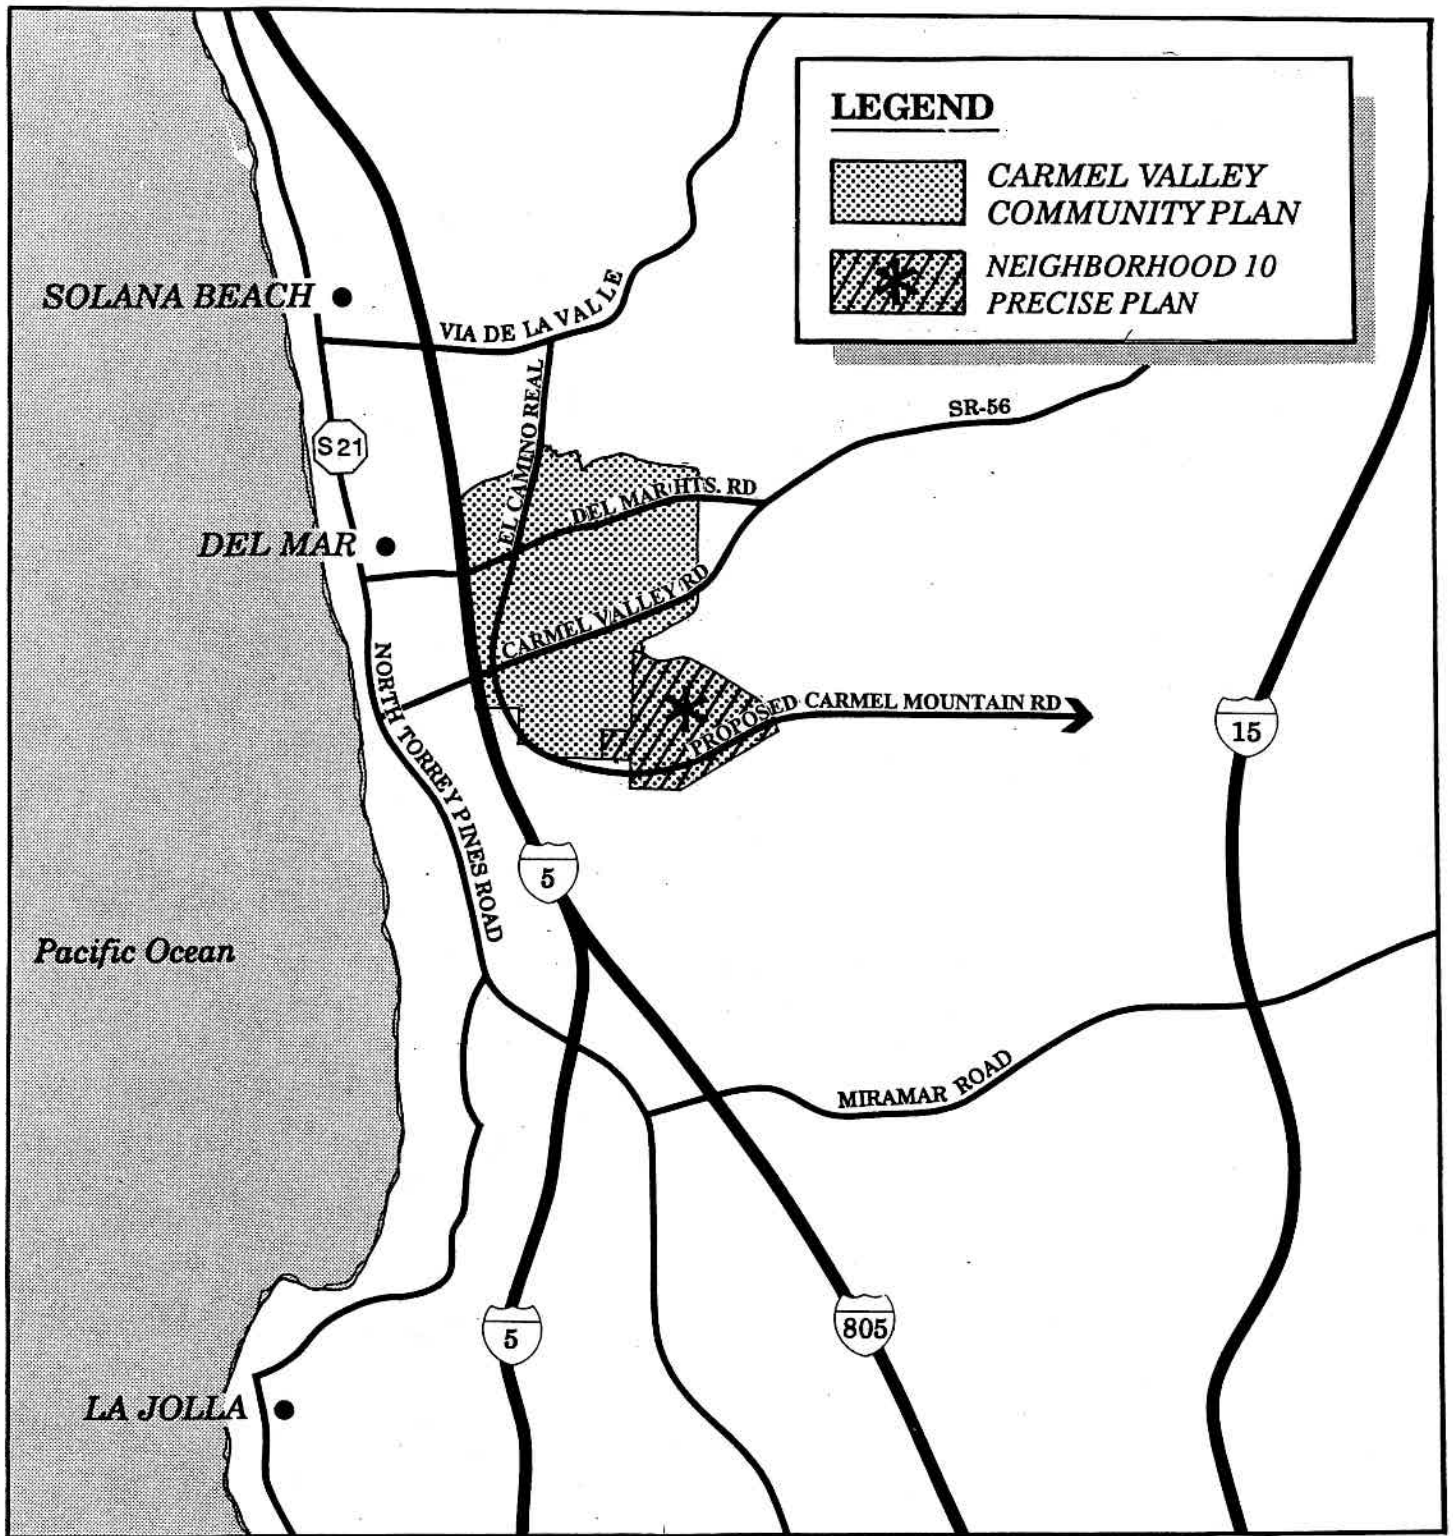 LEGEND
CARMEL VALLEY
COMMUNITY PLAN
NEIGHBORHOOD 10
PRECISE PLAN
SOLANA BEACH
VIA DE LA VALLE
EL CAMINO REAL
SR-56
S21
DEL MAR HTS. RD
DEL MAR
CARMEL VALLEY RD
NORTH TORREY PINES ROAD
PROPOSED CARMEL MOUNTAIN RD
15
5
Pacific Ocean
MIRAMAR ROAD
5
805
LA JOLLA